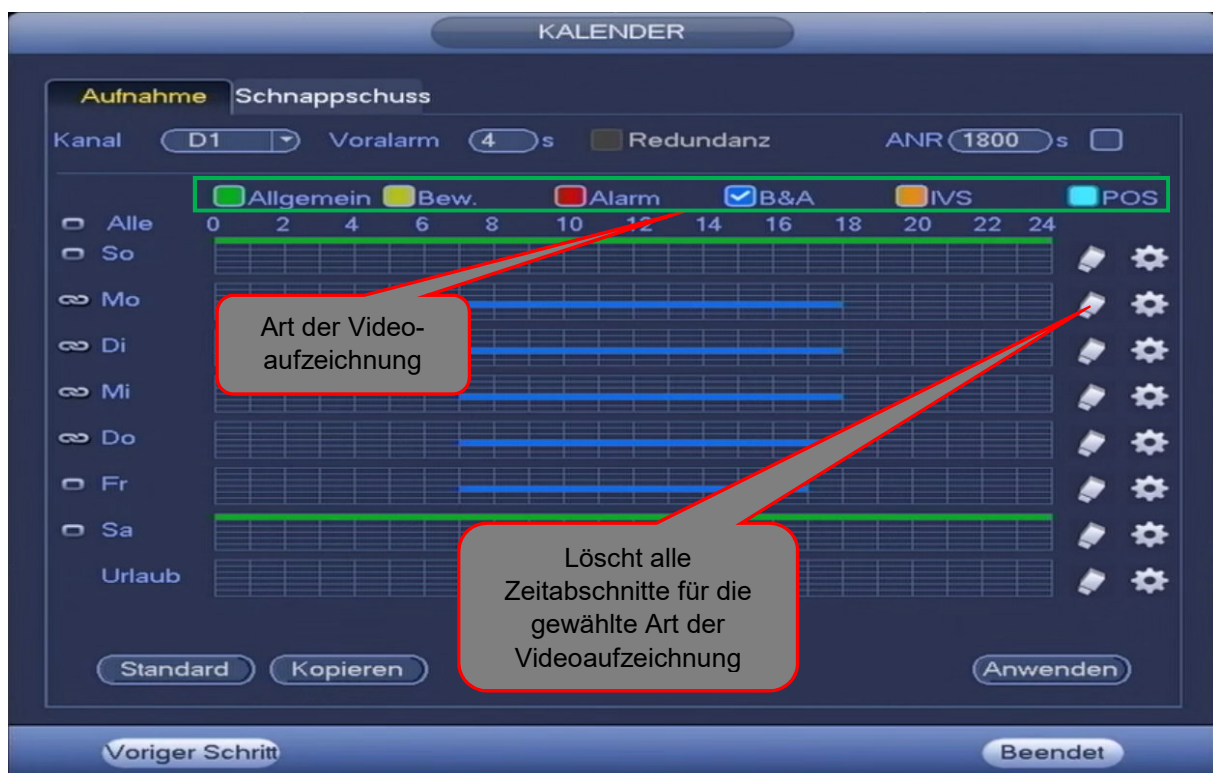 KALENDER
Aufnahme Schnappschuss
Kanal D1 Voralarm 4 s Redundanz ANR 1800 s
Allgemein Bew. Alarm B&A IVS POS
Alle 0 2 4 6 8 10 12 14 16 18 20 22 24
So
Mo
Di
Mi
Do
Fr
Sa
Urlaub
Art der Video-
aufzeichnung
Löscht alle
Zeitabschnitte für die
gewählte Art der
Videoaufzeichnung
Standard Kopieren Anwenden
Voriger Schritt Beendet